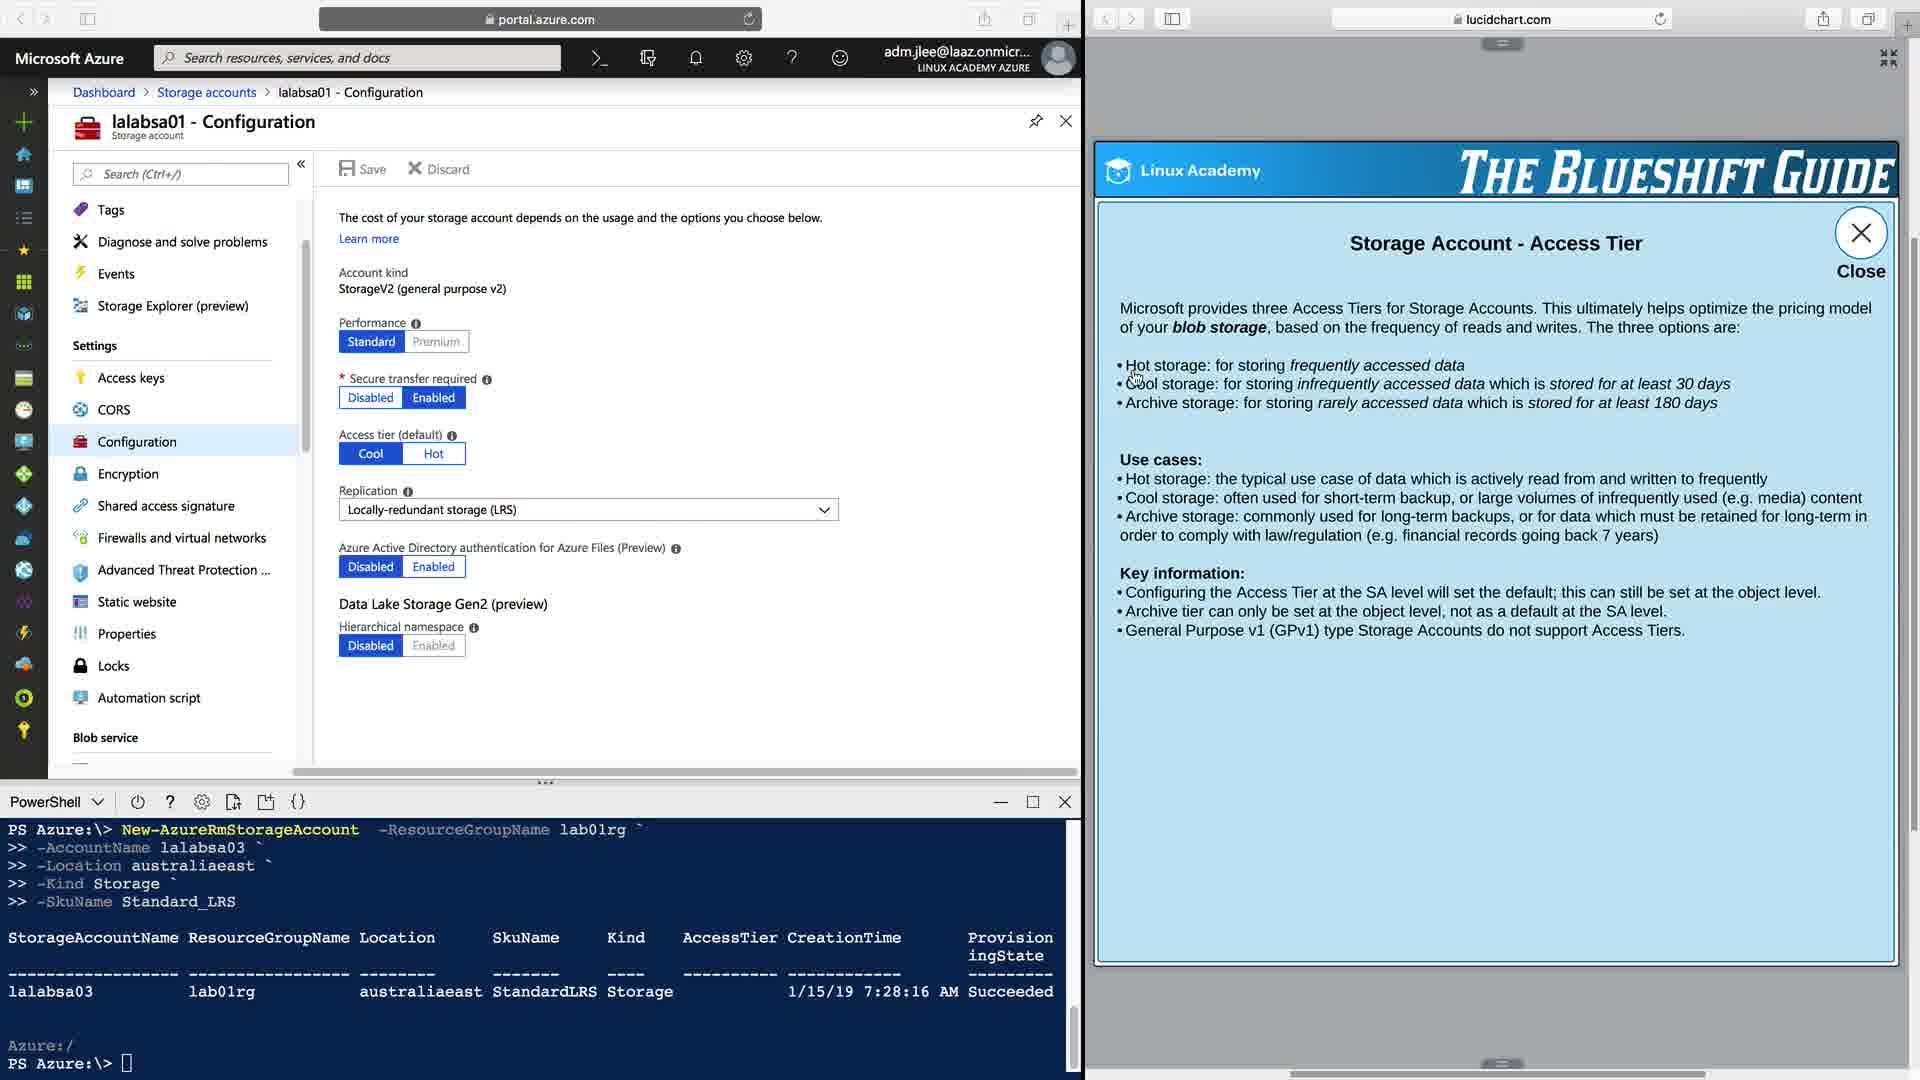 portal.azure.com
Microsoft Azure
Search resources, services, and docs
adm.jlee@laaz.onmicr...
LINUX ACADEMY AZURE
Dashboard > Storage accounts > lalabsa01 - Configuration
lalabsa01 - Configuration
Storage account
Search (Ctrl+/)
Tags
Diagnose and solve problems
Events
Storage Explorer (preview)
Settings
Access keys
CORS
Configuration
Encryption
Shared access signature
Firewalls and virtual networks
Advanced Threat Protection ...
Static website
Properties
Locks
Automation script
Blob service
Save Discard
The cost of your storage account depends on the usage and the options you choose below.
Learn more
Account kind
StorageV2 (general purpose v2)
Performance
Standard Premium
* Secure transfer required
Disabled Enabled
Access tier (default)
Cool Hot
Replication
Locally-redundant storage (LRS)
Azure Active Directory authentication for Azure Files (Preview)
Disabled Enabled
Data Lake Storage Gen2 (preview)
Hierarchical namespace
Disabled Enabled
PowerShell
PS Azure:\> New-AzureRmStorageAccount -ResourceGroupName lab01rg `
>> -AccountName lalabsa03 `
>> -Location australiaeast `
>> -Kind Storage `
>> -SkuName Standard_LRS
StorageAccountName ResourceGroupName Location SkuName Kind AccessTier CreationTime Provision
ingState
------------------ ----------------- -------- ------- ---- ---------- ------------ ---------
lalabsa03 lab01rg australiaeast StandardLRS Storage 1/15/19 7:28:16 AM Succeeded
Azure:/
PS Azure:\>
lucidchart.com
Linux Academy
THE BLUESHIFT GUIDE
Storage Account - Access Tier
Close
Microsoft provides three Access Tiers for Storage Accounts. This ultimately helps optimize the pricing model
of your blob storage, based on the frequency of reads and writes. The three options are:
• Hot storage: for storing frequently accessed data
• Cool storage: for storing infrequently accessed data which is stored for at least 30 days
• Archive storage: for storing rarely accessed data which is stored for at least 180 days
Use cases:
• Hot storage: the typical use case of data which is actively read from and written to frequently
• Cool storage: often used for short-term backup, or large volumes of infrequently used (e.g. media) content
• Archive storage: commonly used for long-term backups, or for data which must be retained for long-term in
order to comply with law/regulation (e.g. financial records going back 7 years)
Key information:
• Configuring the Access Tier at the SA level will set the default; this can still be set at the object level.
• Archive tier can only be set at the object level, not as a default at the SA level.
• General Purpose v1 (GPv1) type Storage Accounts do not support Access Tiers.